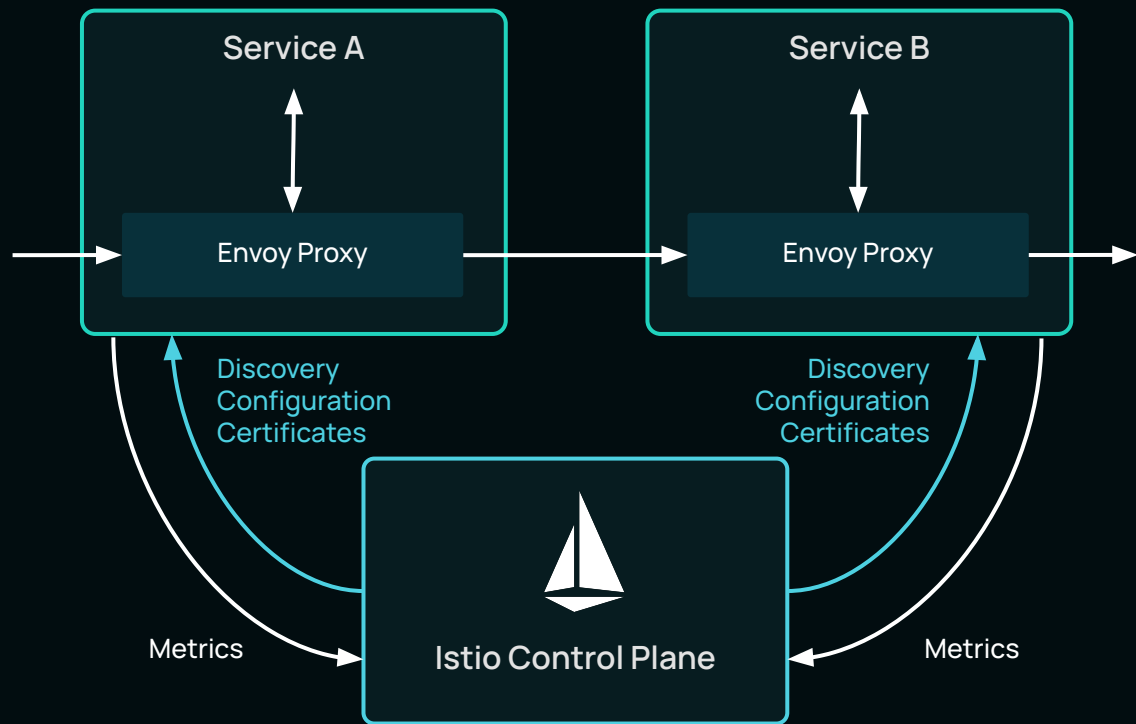 Service A
Service B
Envoy Proxy
Envoy Proxy
Discovery
Configuration
Certificates
Discovery
Configuration
Certificates
Metrics
Istio Control Plane
Metrics